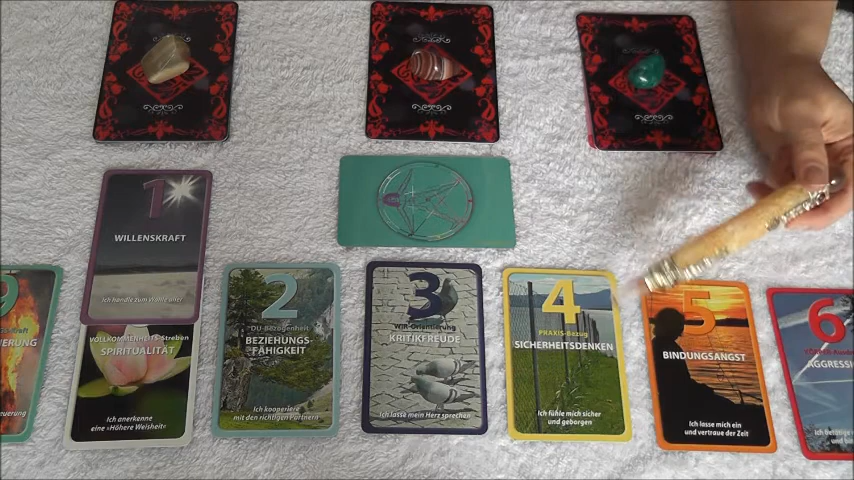 1
WILLENSKRAFT
Ich handle zum Wohle aller
VOLLKOMMENHEITS-Streben
SPIRITUALITÄT
Ich anerkenne
eine »Höhere Weisheit«
9
2
DU-Bezogenheit
BEZIEHUNGS-
FÄHIGKEIT
Ich kooperiere
mit den richtigen Partnern
3
WIR-Orientierung
KRITIKFREUDE
Ich lasse mein Herz sprechen
4
PRAXIS-Bezug
SICHERHEITSDENKEN
Ich fühle mich sicher
und geborgen
5
BINDUNGSANGST
Ich lasse mich ein
und vertraue der Zeit
6
AGGRESSI